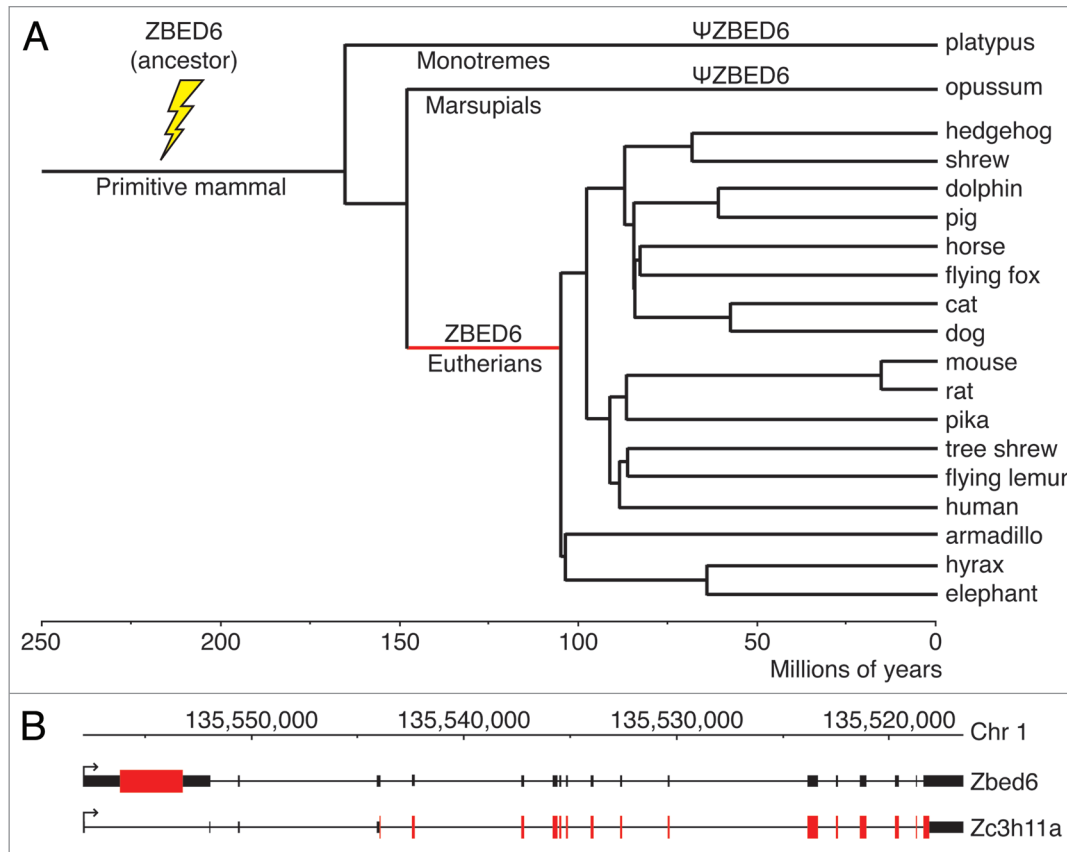 A
ZBED6
(ancestor)
Primitive mammal
ΨZBED6
Monotremes
platypus
ΨZBED6
Marsupials
opussum
hedgehog
shrew
dolphin
pig
horse
flying fox
cat
dog
ZBED6
Eutherians
mouse
rat
pika
tree shrew
flying lemur
human
armadillo
hyrax
elephant
250 200 150 100 50 0
Millions of years
B
135,550,000 135,540,000 135,530,000 135,520,000 Chr 1
Zbed6
Zc3h11a